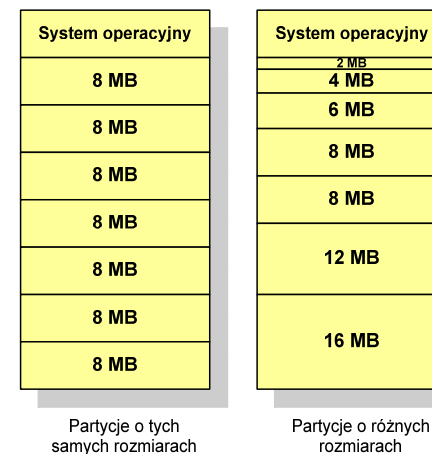 System operacyjny
8 MB
8 MB
8 MB
8 MB
8 MB
8 MB
8 MB
Partycje o tych
samych rozmiarach
System operacyjny
2 MB
4 MB
6 MB
8 MB
8 MB
12 MB
16 MB
Partycje o różnych
rozmiarach